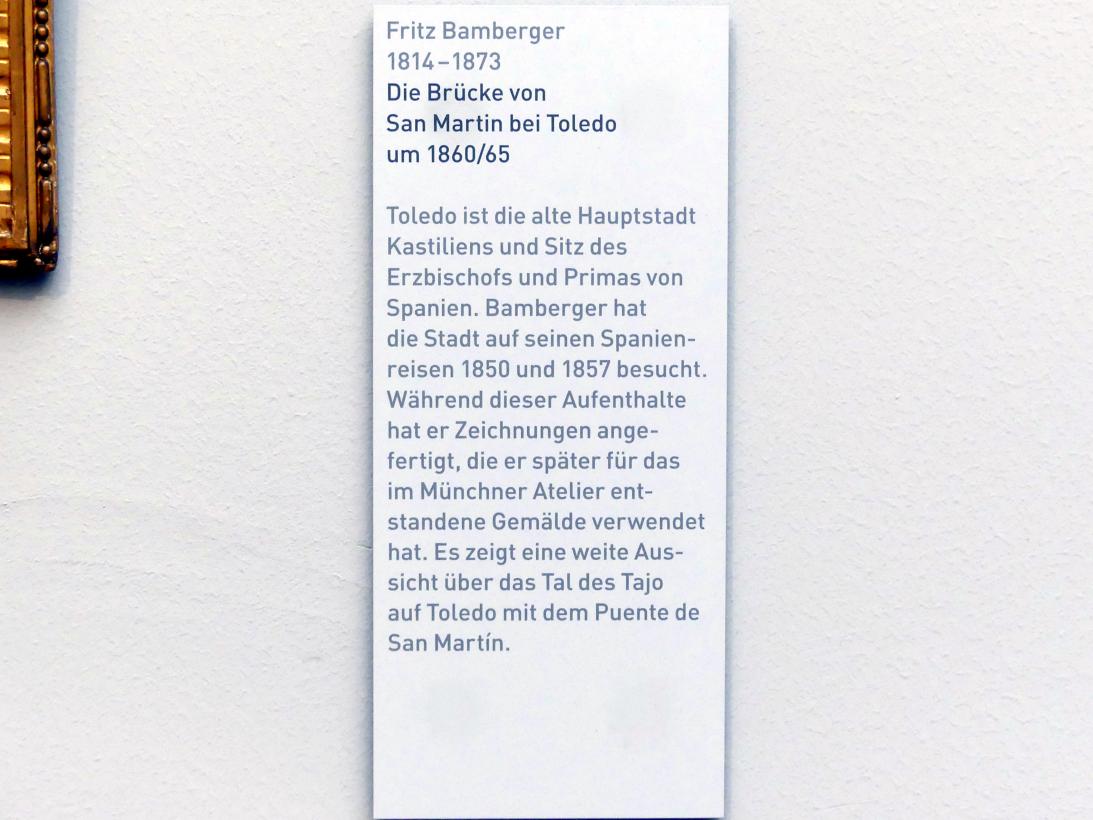 Fritz Bamberger
1814–1873
Die Brücke von
San Martin bei Toledo
um 1860/65
Toledo ist die alte Hauptstadt
Kastiliens und Sitz des
Erzbischofs und Primas von
Spanien. Bamberger hat
die Stadt auf seinen Spanien-
reisen 1850 und 1857 besucht.
Während dieser Aufenthalte
hat er Zeichnungen ange-
fertigt, die er später für das
im Münchner Atelier ent-
standene Gemälde verwendet
hat. Es zeigt eine weite Aus-
sicht über das Tal des Tajo
auf Toledo mit dem Puente de
San Martín.